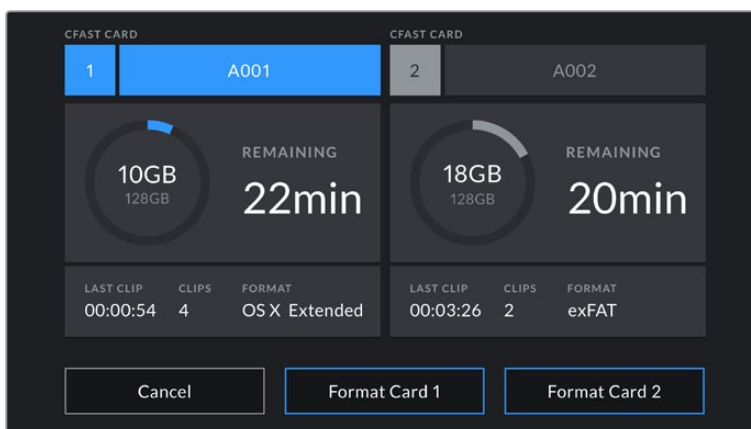 CFAST CARD
1 A001
10GB
128GB
REMAINING
22min
LAST CLIP CLIPS FORMAT
00:00:54 4 OS X Extended
CFAST CARD
2 A002
18GB
128GB
REMAINING
20min
LAST CLIP CLIPS FORMAT
00:03:26 2 exFAT
Cancel Format Card 1 Format Card 2